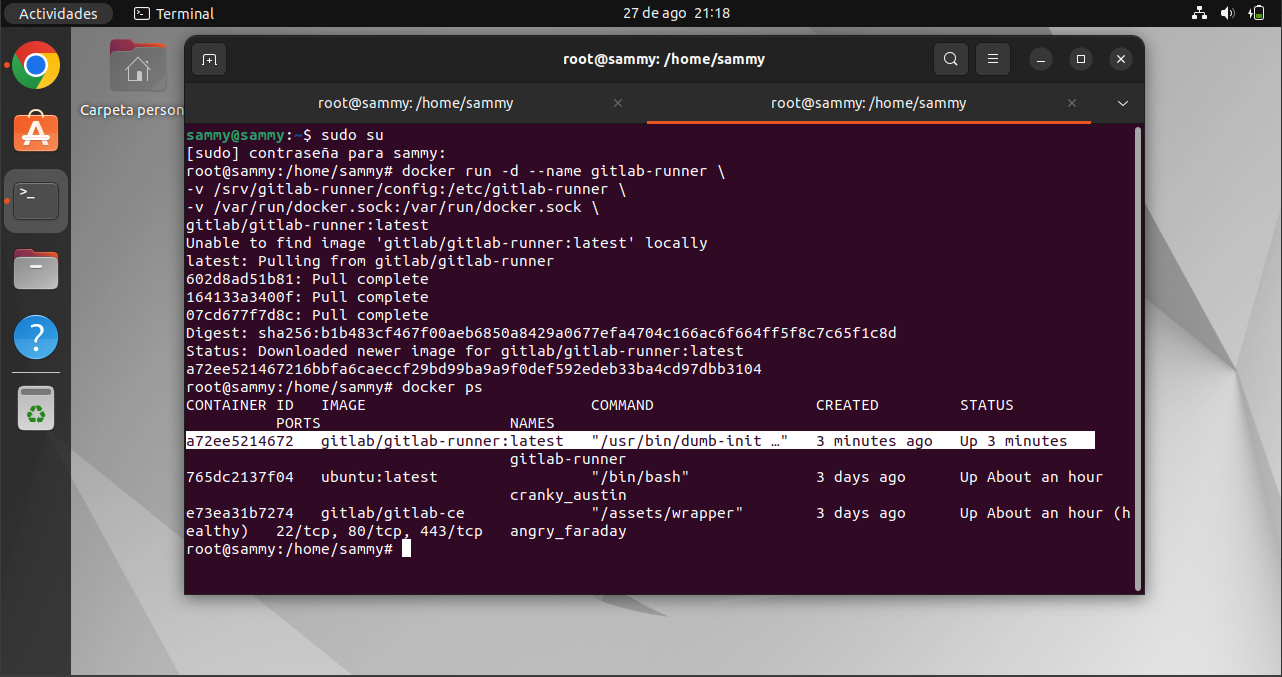 Actividades
Terminal
27 de ago 21:18
Carpeta person
root@sammy: /home/sammy
root@sammy: /home/sammy
root@sammy: /home/sammy
sammy@sammy:~$ sudo su
[sudo] contraseña para sammy:
root@sammy:/home/sammy# docker run -d --name gitlab-runner \
-v /srv/gitlab-runner/config:/etc/gitlab-runner \
-v /var/run/docker.sock:/var/run/docker.sock \
gitlab/gitlab-runner:latest
Unable to find image 'gitlab/gitlab-runner:latest' locally
latest: Pulling from gitlab/gitlab-runner
602d8ad51b81: Pull complete
164133a3400f: Pull complete
07cd677f7d8c: Pull complete
Digest: sha256:b1b483cf467f00aeb6850a8429a0677efa4704c166ac6f664ff5f8c7c65f1c8d
Status: Downloaded newer image for gitlab/gitlab-runner:latest
a72ee521467216bbfa6caeccf29bd99ba9a9f0def592edeb33ba4cd97dbb3104
root@sammy:/home/sammy# docker ps
CONTAINER ID   IMAGE                         COMMAND                  CREATED         STATUS
PORTS                     NAMES
a72ee5214672   gitlab/gitlab-runner:latest   "/usr/bin/dumb-init …"   3 minutes ago   Up 3 minutes
gitlab-runner
765dc2137f04   ubuntu:latest                 "/bin/bash"              3 days ago      Up About an hour
cranky_austin
e73ea31b7274   gitlab/gitlab-ce              "/assets/wrapper"        3 days ago      Up About an hour (h
ealthy)   22/tcp, 80/tcp, 443/tcp   angry_faraday
root@sammy:/home/sammy#